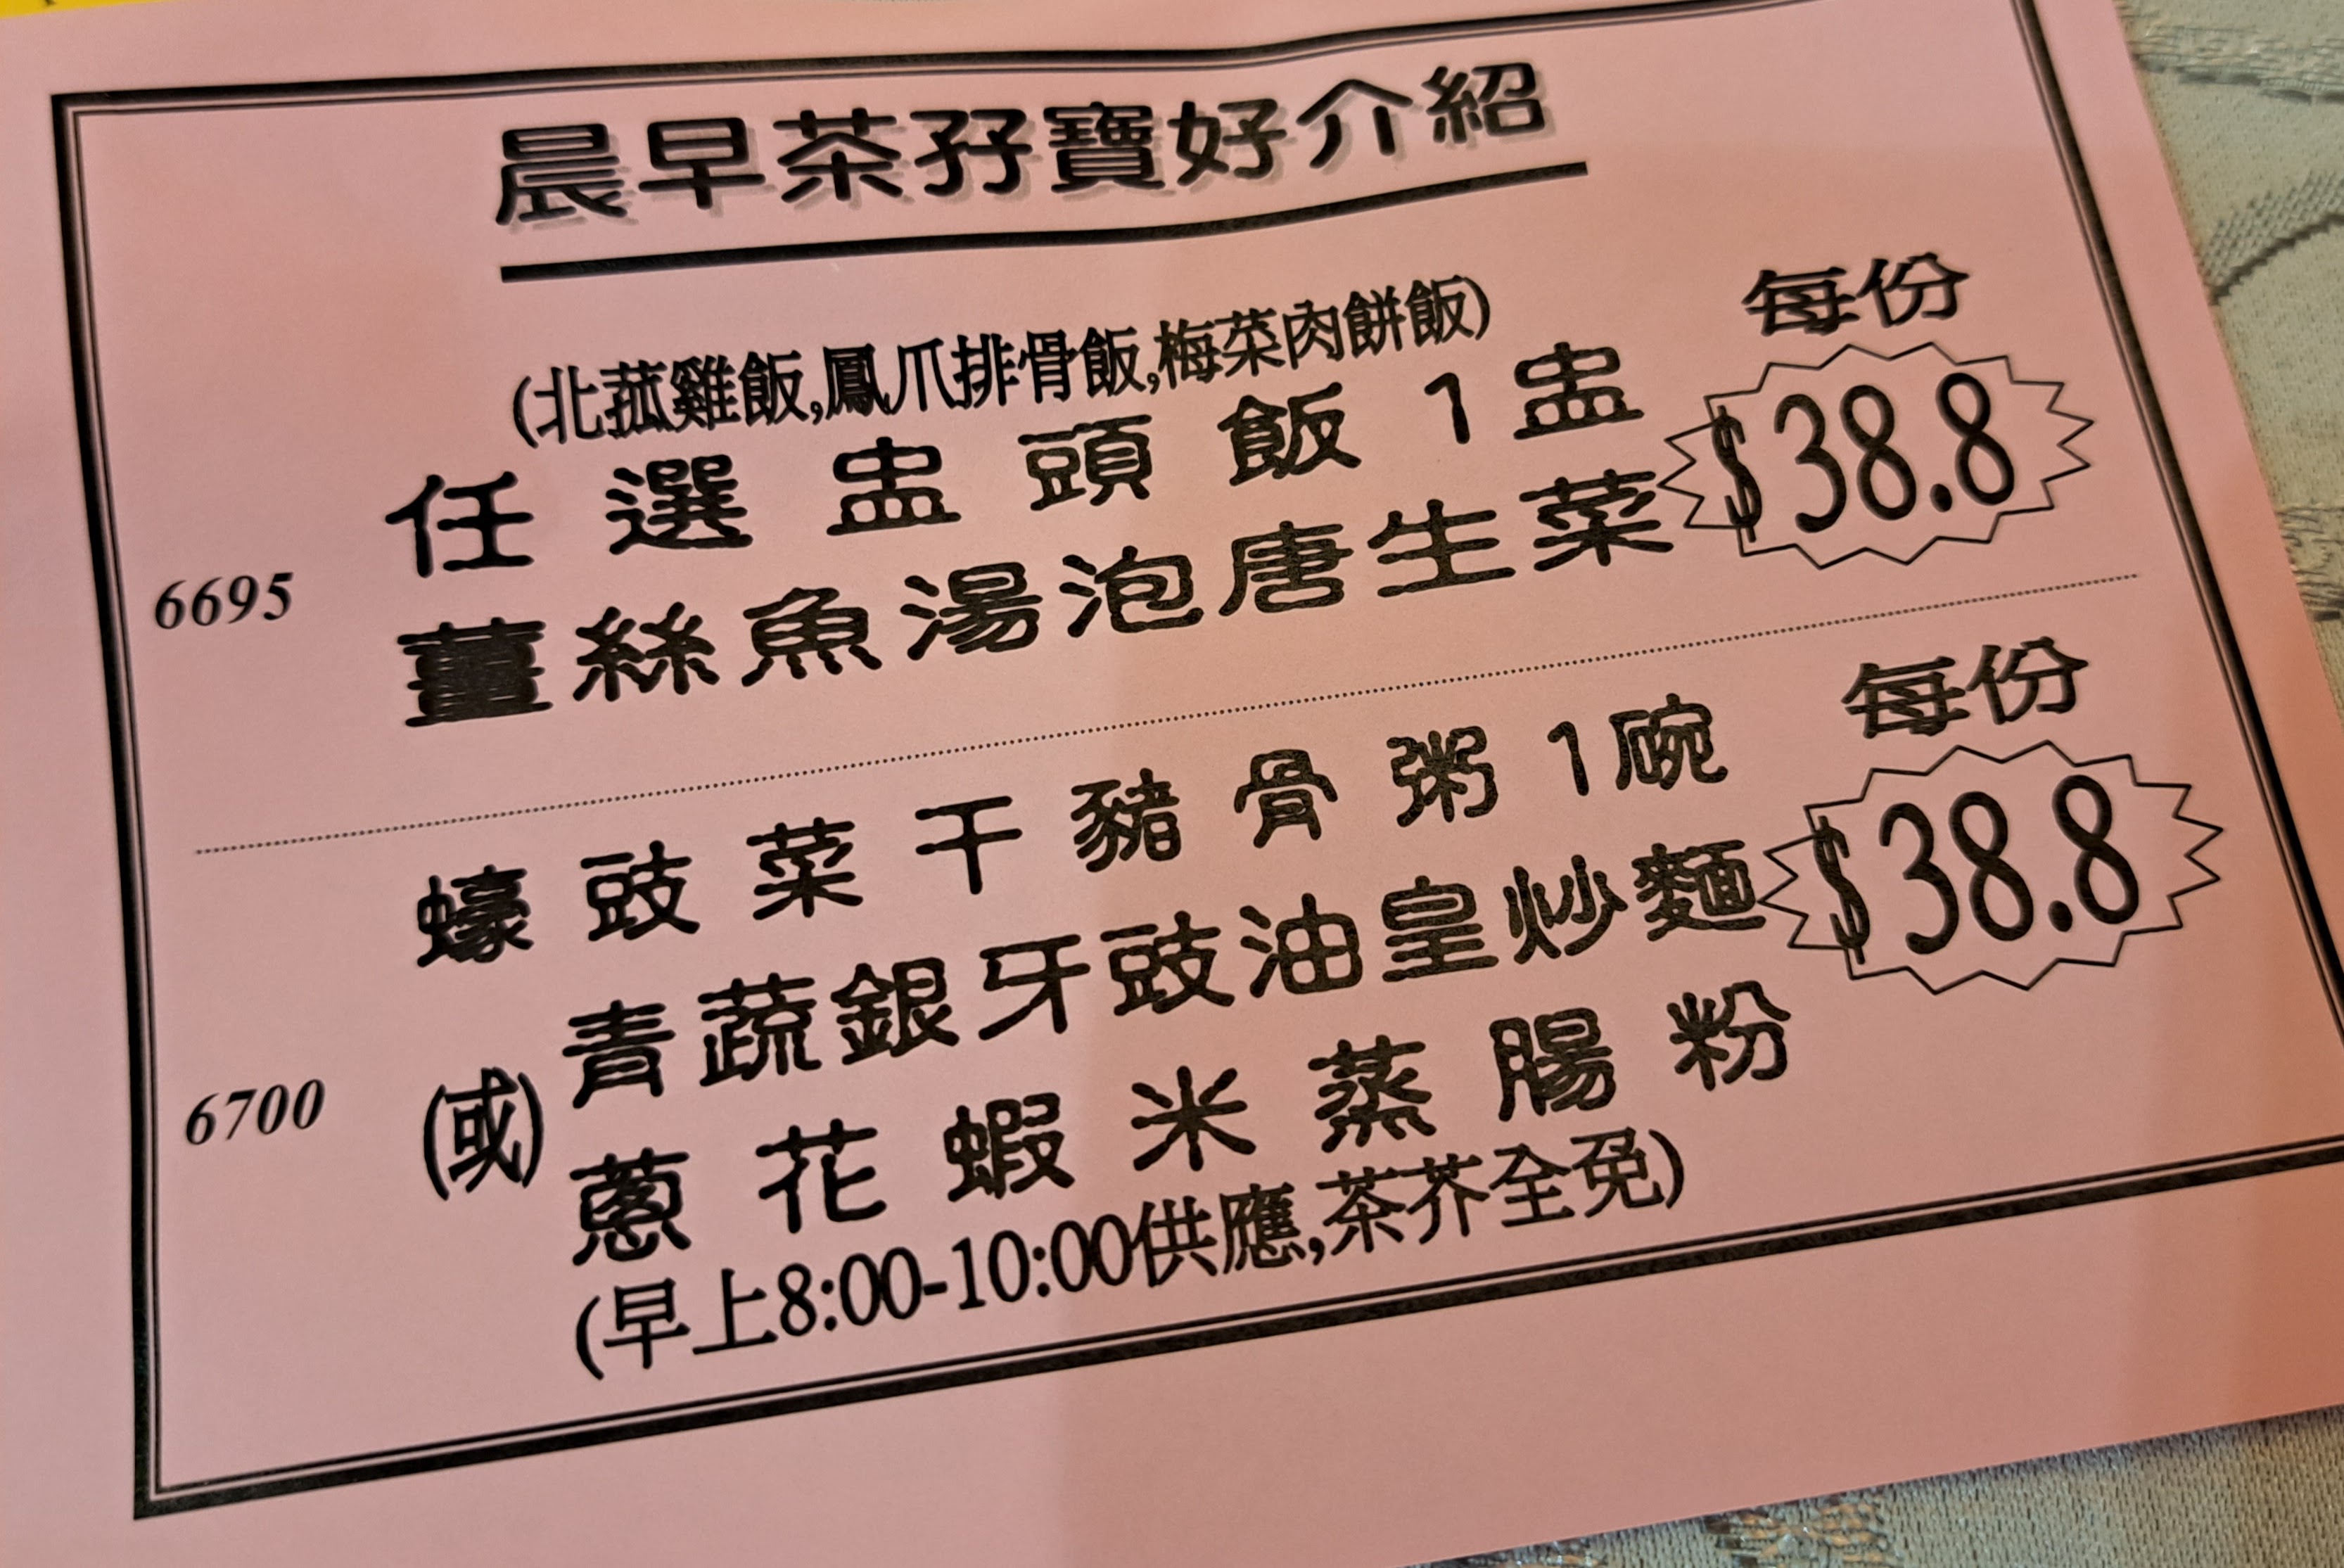 晨早茶孖寶好介紹
(北菰雞飯,鳳爪排骨飯,梅菜肉餅飯)
每份
任選盅頭飯1盅
$38.8
6695
薑絲魚湯泡唐生菜
每份
蠔豉菜干豬骨粥1碗
$38.8
青蔬銀牙豉油皇炒麵
6700
(或)
蔥花蝦米蒸腸粉
(早上8:00-10:00供應,茶芥全免)